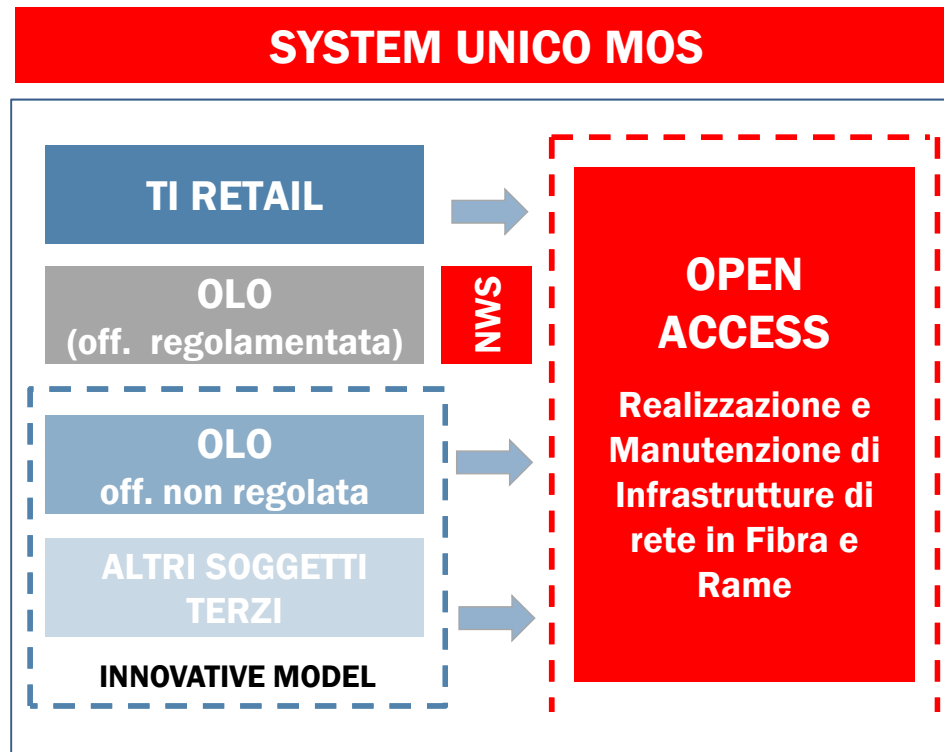 SYSTEM UNICO MOS
TI RETAIL
OLO
(off. regolamentata)
NWS
OLO
off. non regolata
ALTRI SOGGETTI
TERZI
INNOVATIVE MODEL
OPEN
ACCESS
Realizzazione e
Manutenzione di
Infrastrutture di
rete in Fibra e
Rame